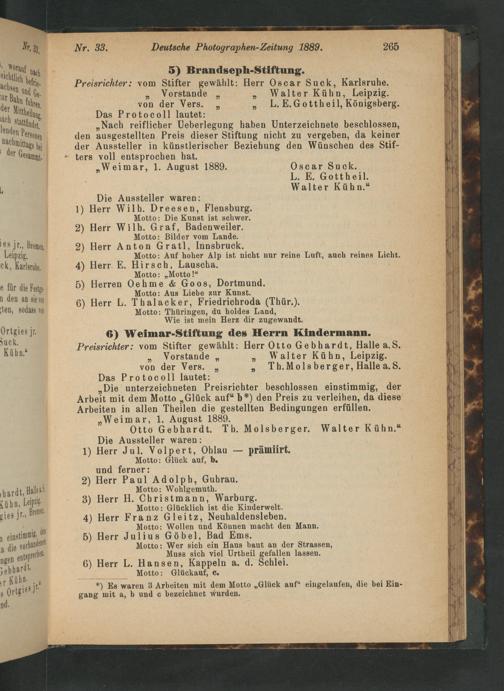 Nr. 33. Deutsche Photographen-Zeitung 1889. 265
5) Brandseph-Stiftung.
Preisrichter: vom Stifter gewählt: Herr Oscar Suck, Karlsruhe.
„ Vorstande „ „ Walter Kühn, Leipzig.
von der Vers. „ „ L. E. Gottheil, Königsberg.
Das Protocoll lautet:
„Nach reiflicher Ueberlegung haben Unterzeichnete beschlossen,
den ausgestellten Preis dieser Stiftung nicht zu vergeben, da keiner
der Aussteller in künstlerischer Beziehung den Wünschen des Stif-
ters voll entsprochen hat.
„Weimar, 1. August 1889. Oscar Suck.
L. E. Gottheil.
Walter Kühn.“
Die Aussteller waren:
1) Herr Wilh. Dreesen, Flensburg.
Motto: Die Kunst ist schwer.
2) Herr Wilh. Graf, Badenweiler.
Motto: Bilder vom Lande.
2) Herr Anton Gratl, Innsbruck.
Motto: Auf hoher Alp ist nicht nur reine Luft, auch reines Licht.
4) Herr E. Hirsch, Lauscha.
Motto: „Motto!“
5) Herren Oehme & Goos, Dortmund.
Motto: Aus Liebe zur Kunst.
6) Herr L. Thalacker, Friedrichroda (Thür.).
Motto: Thüringen, du holdes Land,
Wie ist mein Herz dir zugewandt.
6) Weimar-Stiftung des Herrn Kindermann.
Preisrichter: vom Stifter gewählt: Herr Otto Gebhardt, Halle a. S.
„ Vorstande „ „ Walter Kühn, Leipzig.
von der Vers. „ „ Th. Molsberger, Halle a. S.
Das Protocoll lautet:
„Die unterzeichneten Preisrichter beschlossen einstimmig, der
Arbeit mit dem Motto „Glück auf“ b*) den Preis zu verleihen, da diese
Arbeiten in allen Theilen die gestellten Bedingungen erfüllen.
„Weimar, 1. August 1889.
Otto Gebhardt. Th. Molsberger. Walter Kühn.“
Die Aussteller waren:
1) Herr Jul. Volpert, Ohlau — prämiirt.
Motto: Glück auf, b.
und ferner:
2) Herr Paul Adolph, Guhrau.
Motto: Wohlgemuth.
3) Herr H. Christmann, Warburg.
Motto: Glücklich ist die Kinderwelt.
4) Herr Franz Gleitz, Neuhaldensleben.
Motto: Wollen und Können macht den Mann.
5) Herr Julius Göbel, Bad Ems.
Motto: Wer sich ein Haus baut an der Strassen,
Muss sich viel Urtheil gefallen lassen.
6) Herr L. Hansen, Kappeln a. d. Schlei.
Motto: Glückauf, c.
*) Es waren 3 Arbeiten mit dem Motto „Glück auf“ eingelaufen, die bei Ein-
gang mit a, b und c bezeichnet wurden.